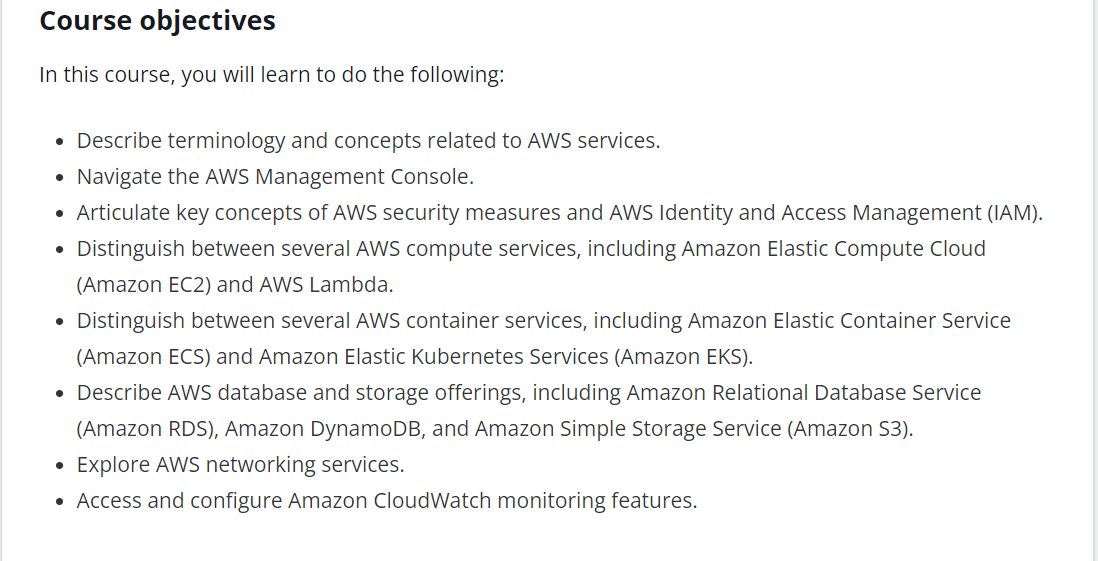 Course objectives
In this course, you will learn to do the following:
• Describe terminology and concepts related to AWS services.
• Navigate the AWS Management Console.
• Articulate key concepts of AWS security measures and AWS Identity and Access Management (IAM).
• Distinguish between several AWS compute services, including Amazon Elastic Compute Cloud
(Amazon EC2) and AWS Lambda.
• Distinguish between several AWS container services, including Amazon Elastic Container Service
(Amazon ECS) and Amazon Elastic Kubernetes Services (Amazon EKS).
• Describe AWS database and storage offerings, including Amazon Relational Database Service
(Amazon RDS), Amazon DynamoDB, and Amazon Simple Storage Service (Amazon S3).
• Explore AWS networking services.
• Access and configure Amazon CloudWatch monitoring features.